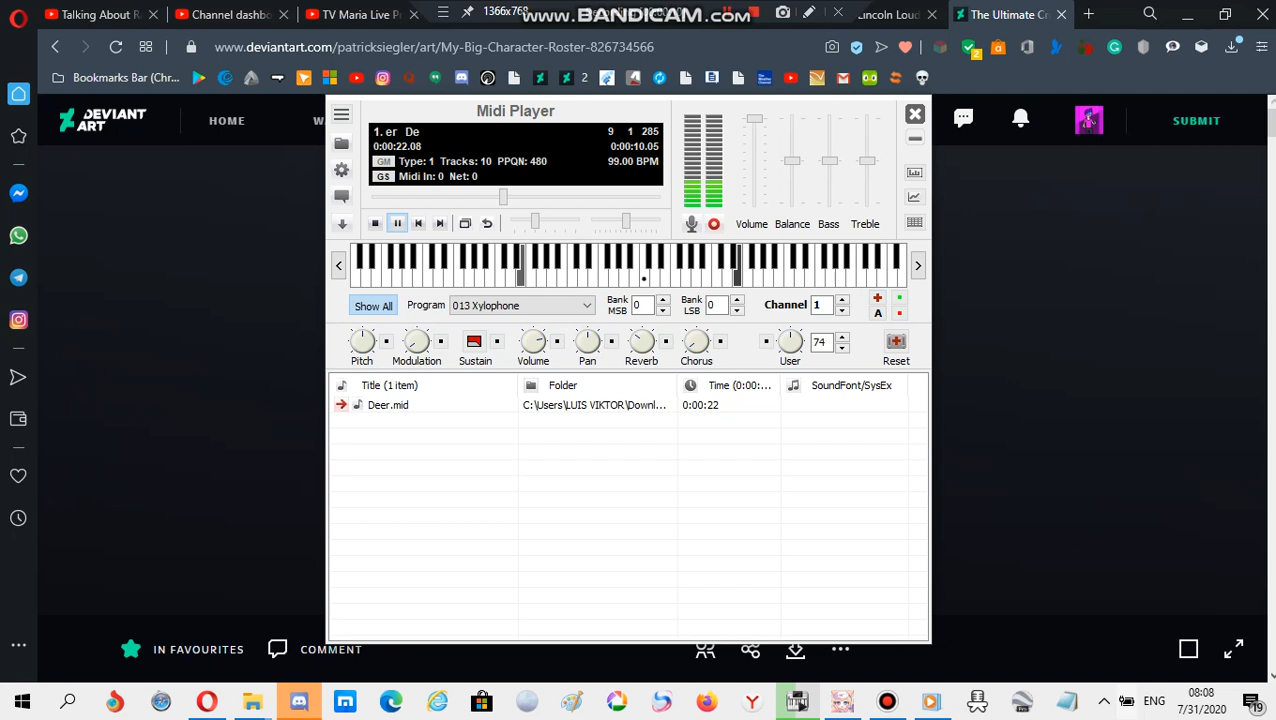 Talking About R
Channel dashbo
TV Maria Live P
1366x768
www.BANDICAM.com
Lincoln Loud
The Ultimate Cr
www.deviantart.com/patricksiegler/art/My-Big-Character-Roster-826734566
2
Bookmarks Bar (Chr...
2
DEVIANT
ART
HOME
W
SUBMIT
Midi Player
1. er De
9 1 285
0:00:22.08
0:00:10.05
GM Type: 1 Tracks: 10 PPQN: 480
99.00 BPM
GS Midi In: 0 Net: 0
Volume Balance Bass Treble
Show All
Program
013 Xylophone
Bank
MSB
0
Bank
LSB
0
Channel
1
A
Pitch
Modulation
Sustain
Volume
Pan
Reverb
Chorus
User
74
Reset
Title (1 item)
Folder
Time (0:00:...
SoundFont/SysEx
Deer.mid
C:\Users\LUIS VIKTOR\Downl...
0:00:22
IN FAVOURITES
COMMENT
ENG
08:08
7/31/2020
19